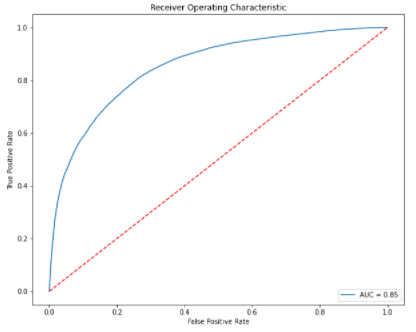 Receiver Operating Characteristic
1.0
0.8
0.6
0.4
0.2
0.0
True Positive Rate
0.0 0.2 0.4 0.6 0.8 1.0
False Positive Rate
AUC = 0.85